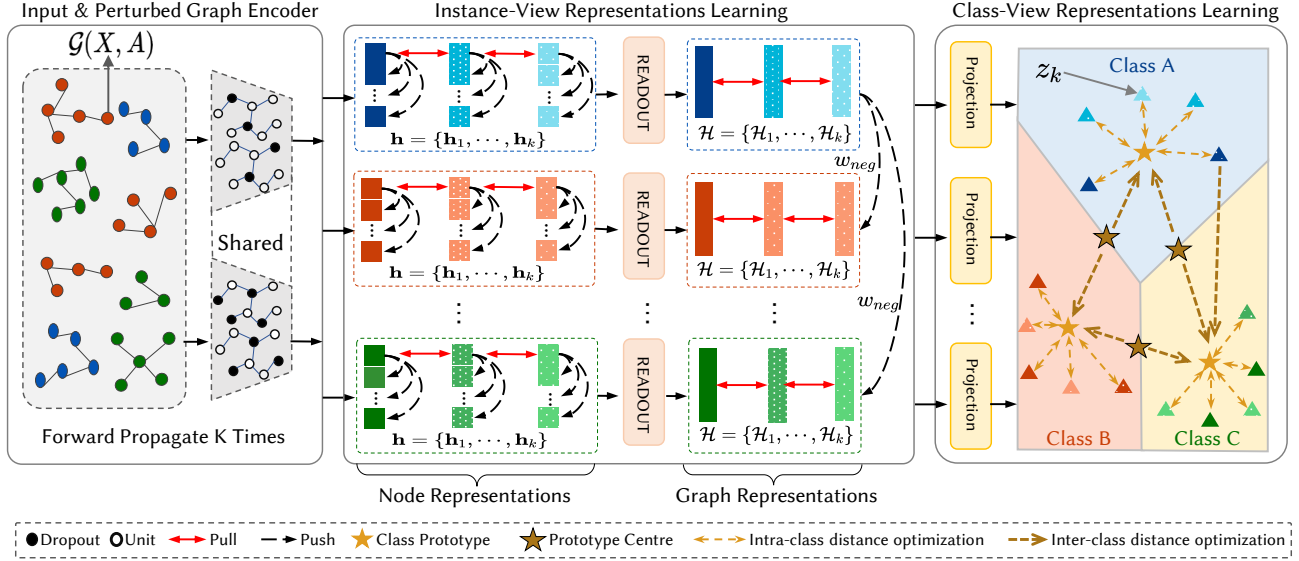 Input & Perturbed Graph Encoder
Instance-View Representations Learning
Class-View Representations Learning
𝒢(X, A)
Shared
Forward Propagate K Times
h = {h₁, · · · , hₖ}
READOUT
ℋ = {ℋ₁, · · · , ℋₖ}
w_neg
h = {h₁, · · · , hₖ}
READOUT
ℋ = {ℋ₁, · · · , ℋₖ}
w_neg
h = {h₁, · · · , hₖ}
READOUT
ℋ = {ℋ₁, · · · , ℋₖ}
Node Representations
Graph Representations
Projection
Projection
Projection
zₖ
Class A
Class B
Class C
Dropout
Unit
Pull
Push
Class Prototype
Prototype Centre
Intra-class distance optimization
Inter-class distance optimization